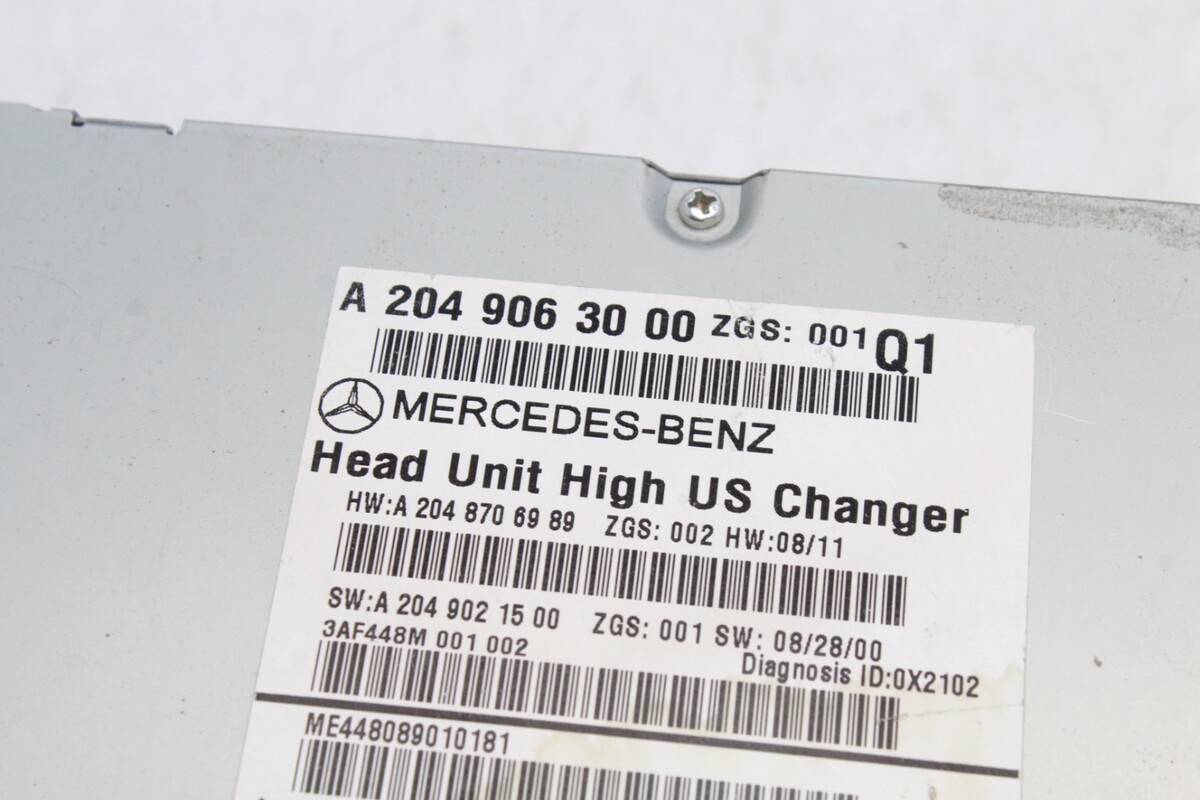 A 204 906 30 00 ZGS: 001 Q1
MERCEDES-BENZ
Head Unit High US Changer
HW:A 204 870 69 89 ZGS: 002 HW:08/11
SW:A 204 902 15 00 ZGS: 001 SW: 08/28/00
3AF448M 001 002
Diagnosis ID:0X2102
ME448089010181